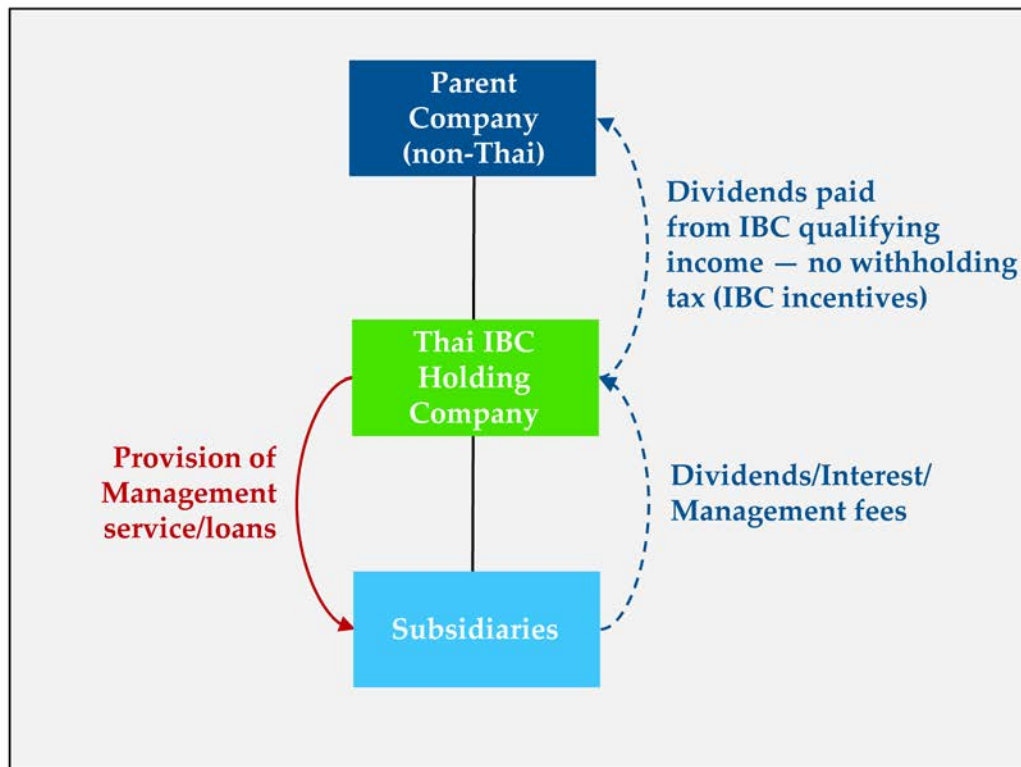 Parent
Company
(non-Thai)
Dividends paid
from IBC qualifying
income — no withholding
tax (IBC incentives)
Thai IBC
Holding
Company
Provision of
Management
service/loans
Dividends/Interest/
Management fees
Subsidiaries